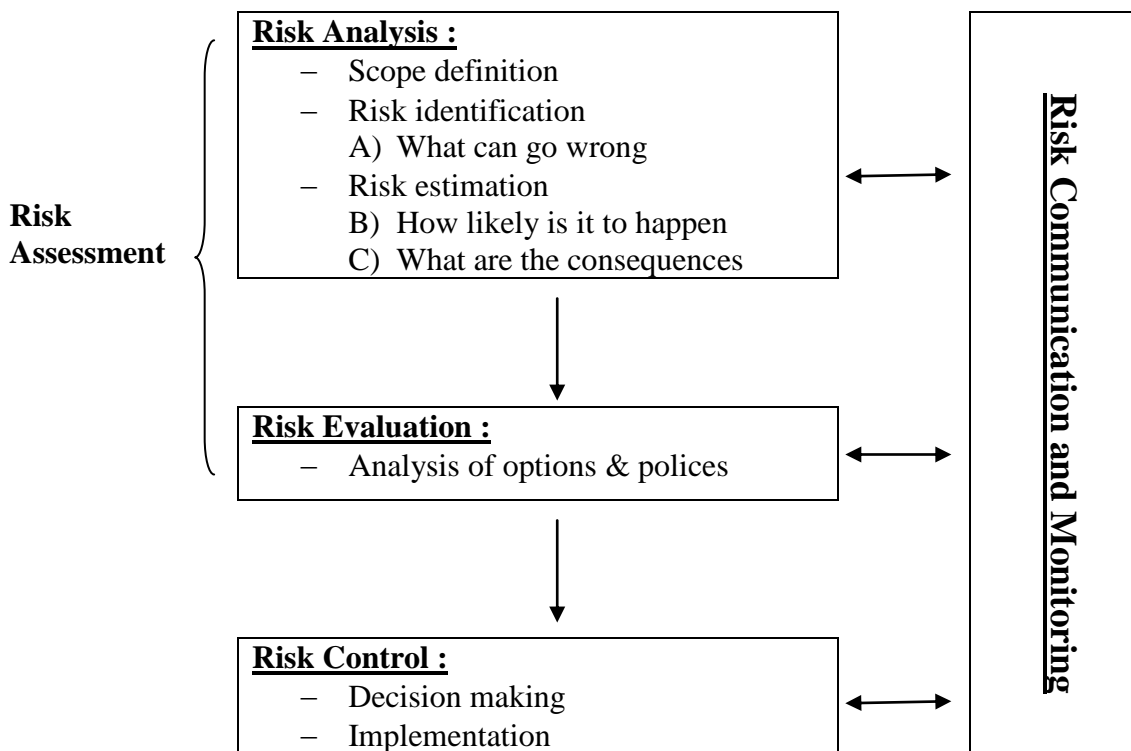 Risk Analysis :
– Scope definition
– Risk identification
A) What can go wrong
– Risk estimation
B) How likely is it to happen
C) What are the consequences
Risk
Assessment
Risk Evaluation :
– Analysis of options & polices
Risk Control :
– Decision making
– Implementation
Risk Communication and Monitoring